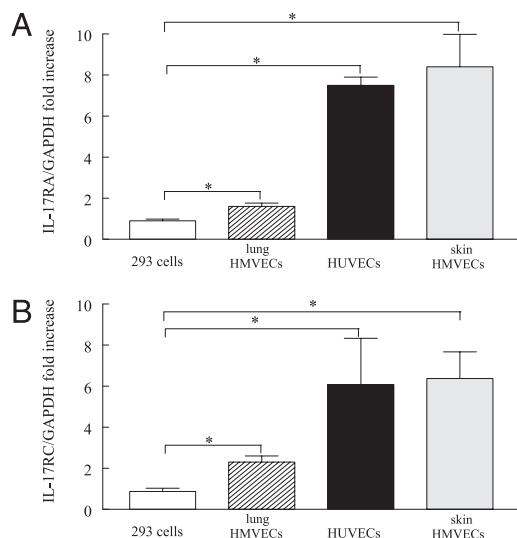 A
IL-17RA/GAPDH fold increase
10
8
6
4
2
0
*
*
*
293 cells
lung
HMVECs
HUVECs
skin
HMVECs
B
IL-17RC/GAPDH fold increase
10
8
6
4
2
0
*
*
*
293 cells
lung
HMVECs
HUVECs
skin
HMVECs